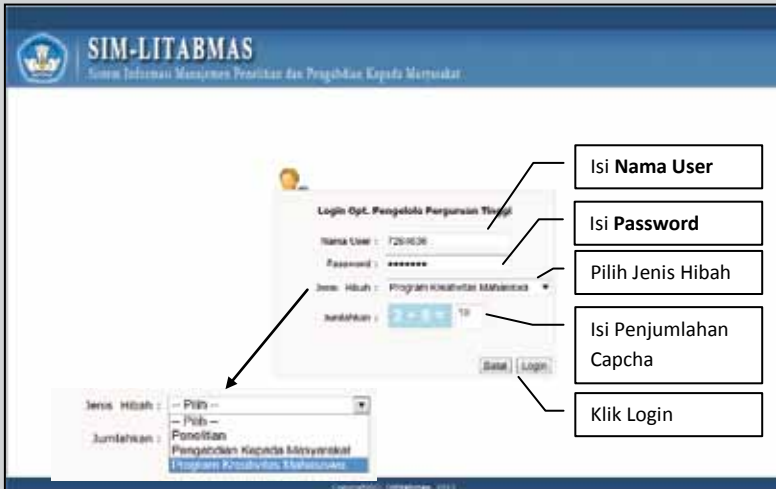 SIM-LITABMAS
Sistem Informasi Manajemen Penelitian dan Pengabdian Kepada Masyarakat
Isi Nama User
Login Opt. Pengelola Perguruan Tinggi
Isi Password
Nama User :
Password : *******
Pilih Jenis Hibah
Jenis Hibah : Program Kreativitas Mahasiswa
Jumlahkan :
Isi Penjumlahan
Capcha
Batal Login
Klik Login
Jenis Hibah : -- Pilih --
-- Pilih --
Jumlahkan : Penelitian
Pengabdian Kepada Masyarakat
Program Kreativitas Mahasiswa